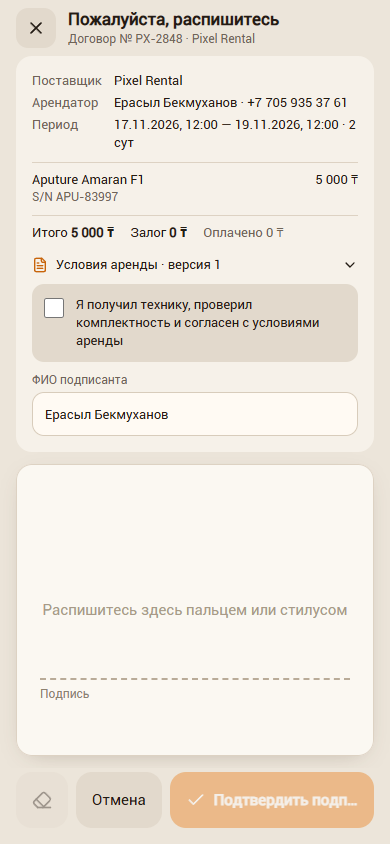 Пожалуйста, распишитесь
Договор № PX-2848 · Pixel Rental
Поставщик Pixel Rental
Арендатор Ерасыл Бекмуханов · +7 705 935 37 61
Период 17.11.2026, 12:00 — 19.11.2026, 12:00 · 2
сут
Aputure Amaran F1 5 000 ₸
S/N APU-83997
Итого 5 000 ₸ Залог 0 ₸ Оплачено 0 ₸
Условия аренды · версия 1
Я получил технику, проверил
комплектность и согласен с условиями
аренды
ФИО подписанта
Ерасыл Бекмуханов
Распишитесь здесь пальцем или стилусом
Подпись
Отмена Подтвердить подп...